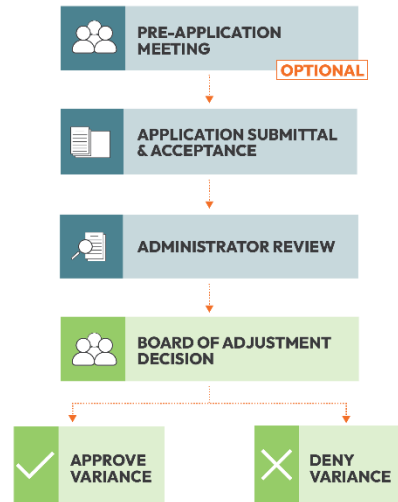 PRE-APPLICATION
MEETING
OPTIONAL
APPLICATION SUBMITTAL
& ACCEPTANCE
ADMINISTRATOR REVIEW
BOARD OF ADJUSTMENT
DECISION
APPROVE
VARIANCE
DENY
VARIANCE